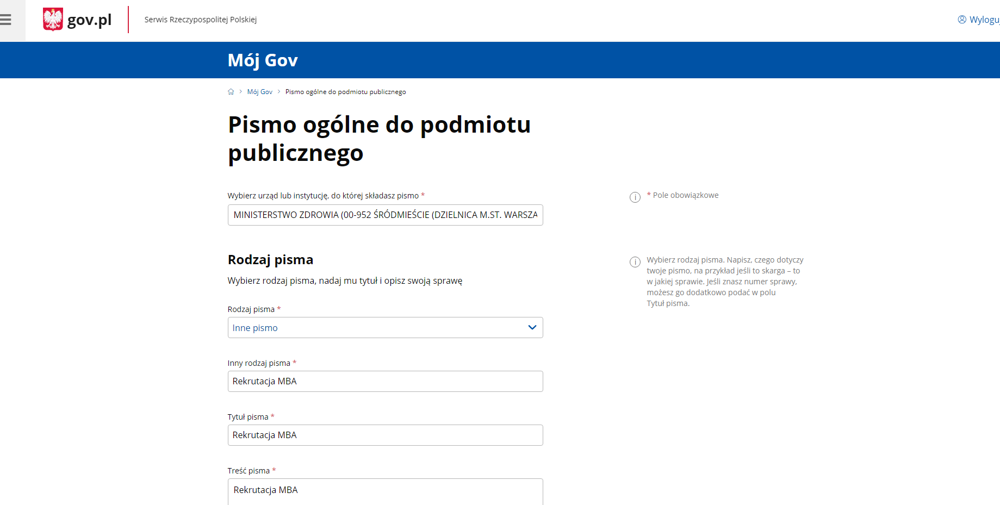 gov.pl
Serwis Rzeczypospolitej Polskiej
Wyloguj
Mój Gov
Mój Gov
Pismo ogólne do podmiotu publicznego
Pismo ogólne do podmiotu
publicznego
Wybierz urząd lub instytucję, do której składasz pismo *
* Pole obowiązkowe
MINISTERSTWO ZDROWIA (00-952 ŚRÓDMIEŚCIE (DZIELNICA M.ST. WARSZA
Rodzaj pisma
Wybierz rodzaj pisma, nadaj mu tytuł i opisz swoją sprawę
Wybierz rodzaj pisma. Napisz, czego dotyczy
twoje pismo, na przykład jeśli to skarga – to
w jakiej sprawie. Jeśli znasz numer sprawy,
możesz go dodatkowo podać w polu
Tytuł pisma.
Rodzaj pisma *
Inne pismo
Inny rodzaj pisma *
Rekrutacja MBA
Tytuł pisma *
Rekrutacja MBA
Treść pisma *
Rekrutacja MBA